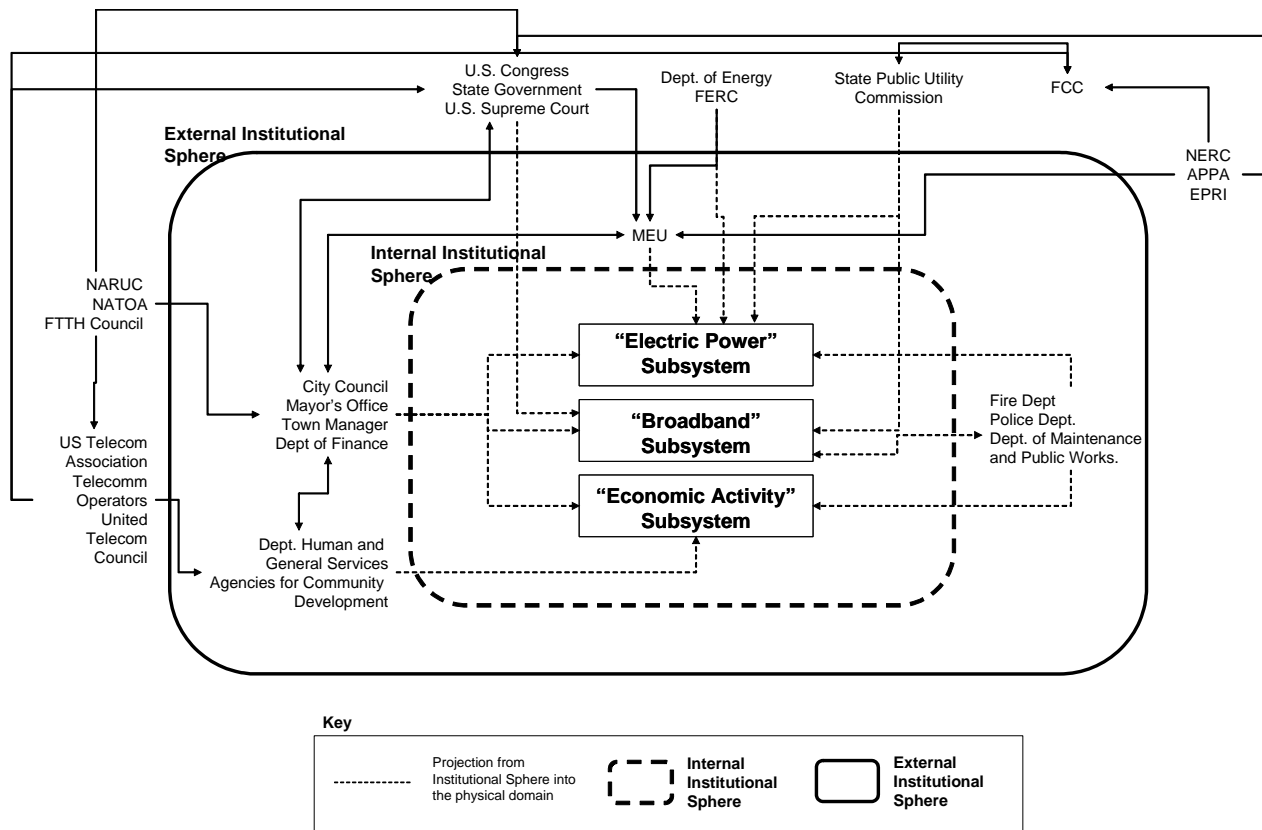 U.S. Congress
State Government
U.S. Supreme Court
Dept. of Energy
FERC
State Public Utility
Commission
FCC
External Institutional
Sphere
NERC
APPA
EPRI
MEU
Internal Institutional
Sphere
NARUC
NATOA
FTTH Council
“Electric Power”
Subsystem
City Council
Mayor’s Office
Town Manager
Dept of Finance
“Broadband”
Subsystem
Fire Dept
Police Dept.
Dept. of Maintenance
and Public Works.
US Telecom
Association
Telecomm
Operators
United
Telecom
Council
“Economic Activity”
Subsystem
Dept. Human and
General Services
Agencies for Community
Development
Key
Projection from
Institutional Sphere into
the physical domain
Internal
Institutional
Sphere
External
Institutional
Sphere